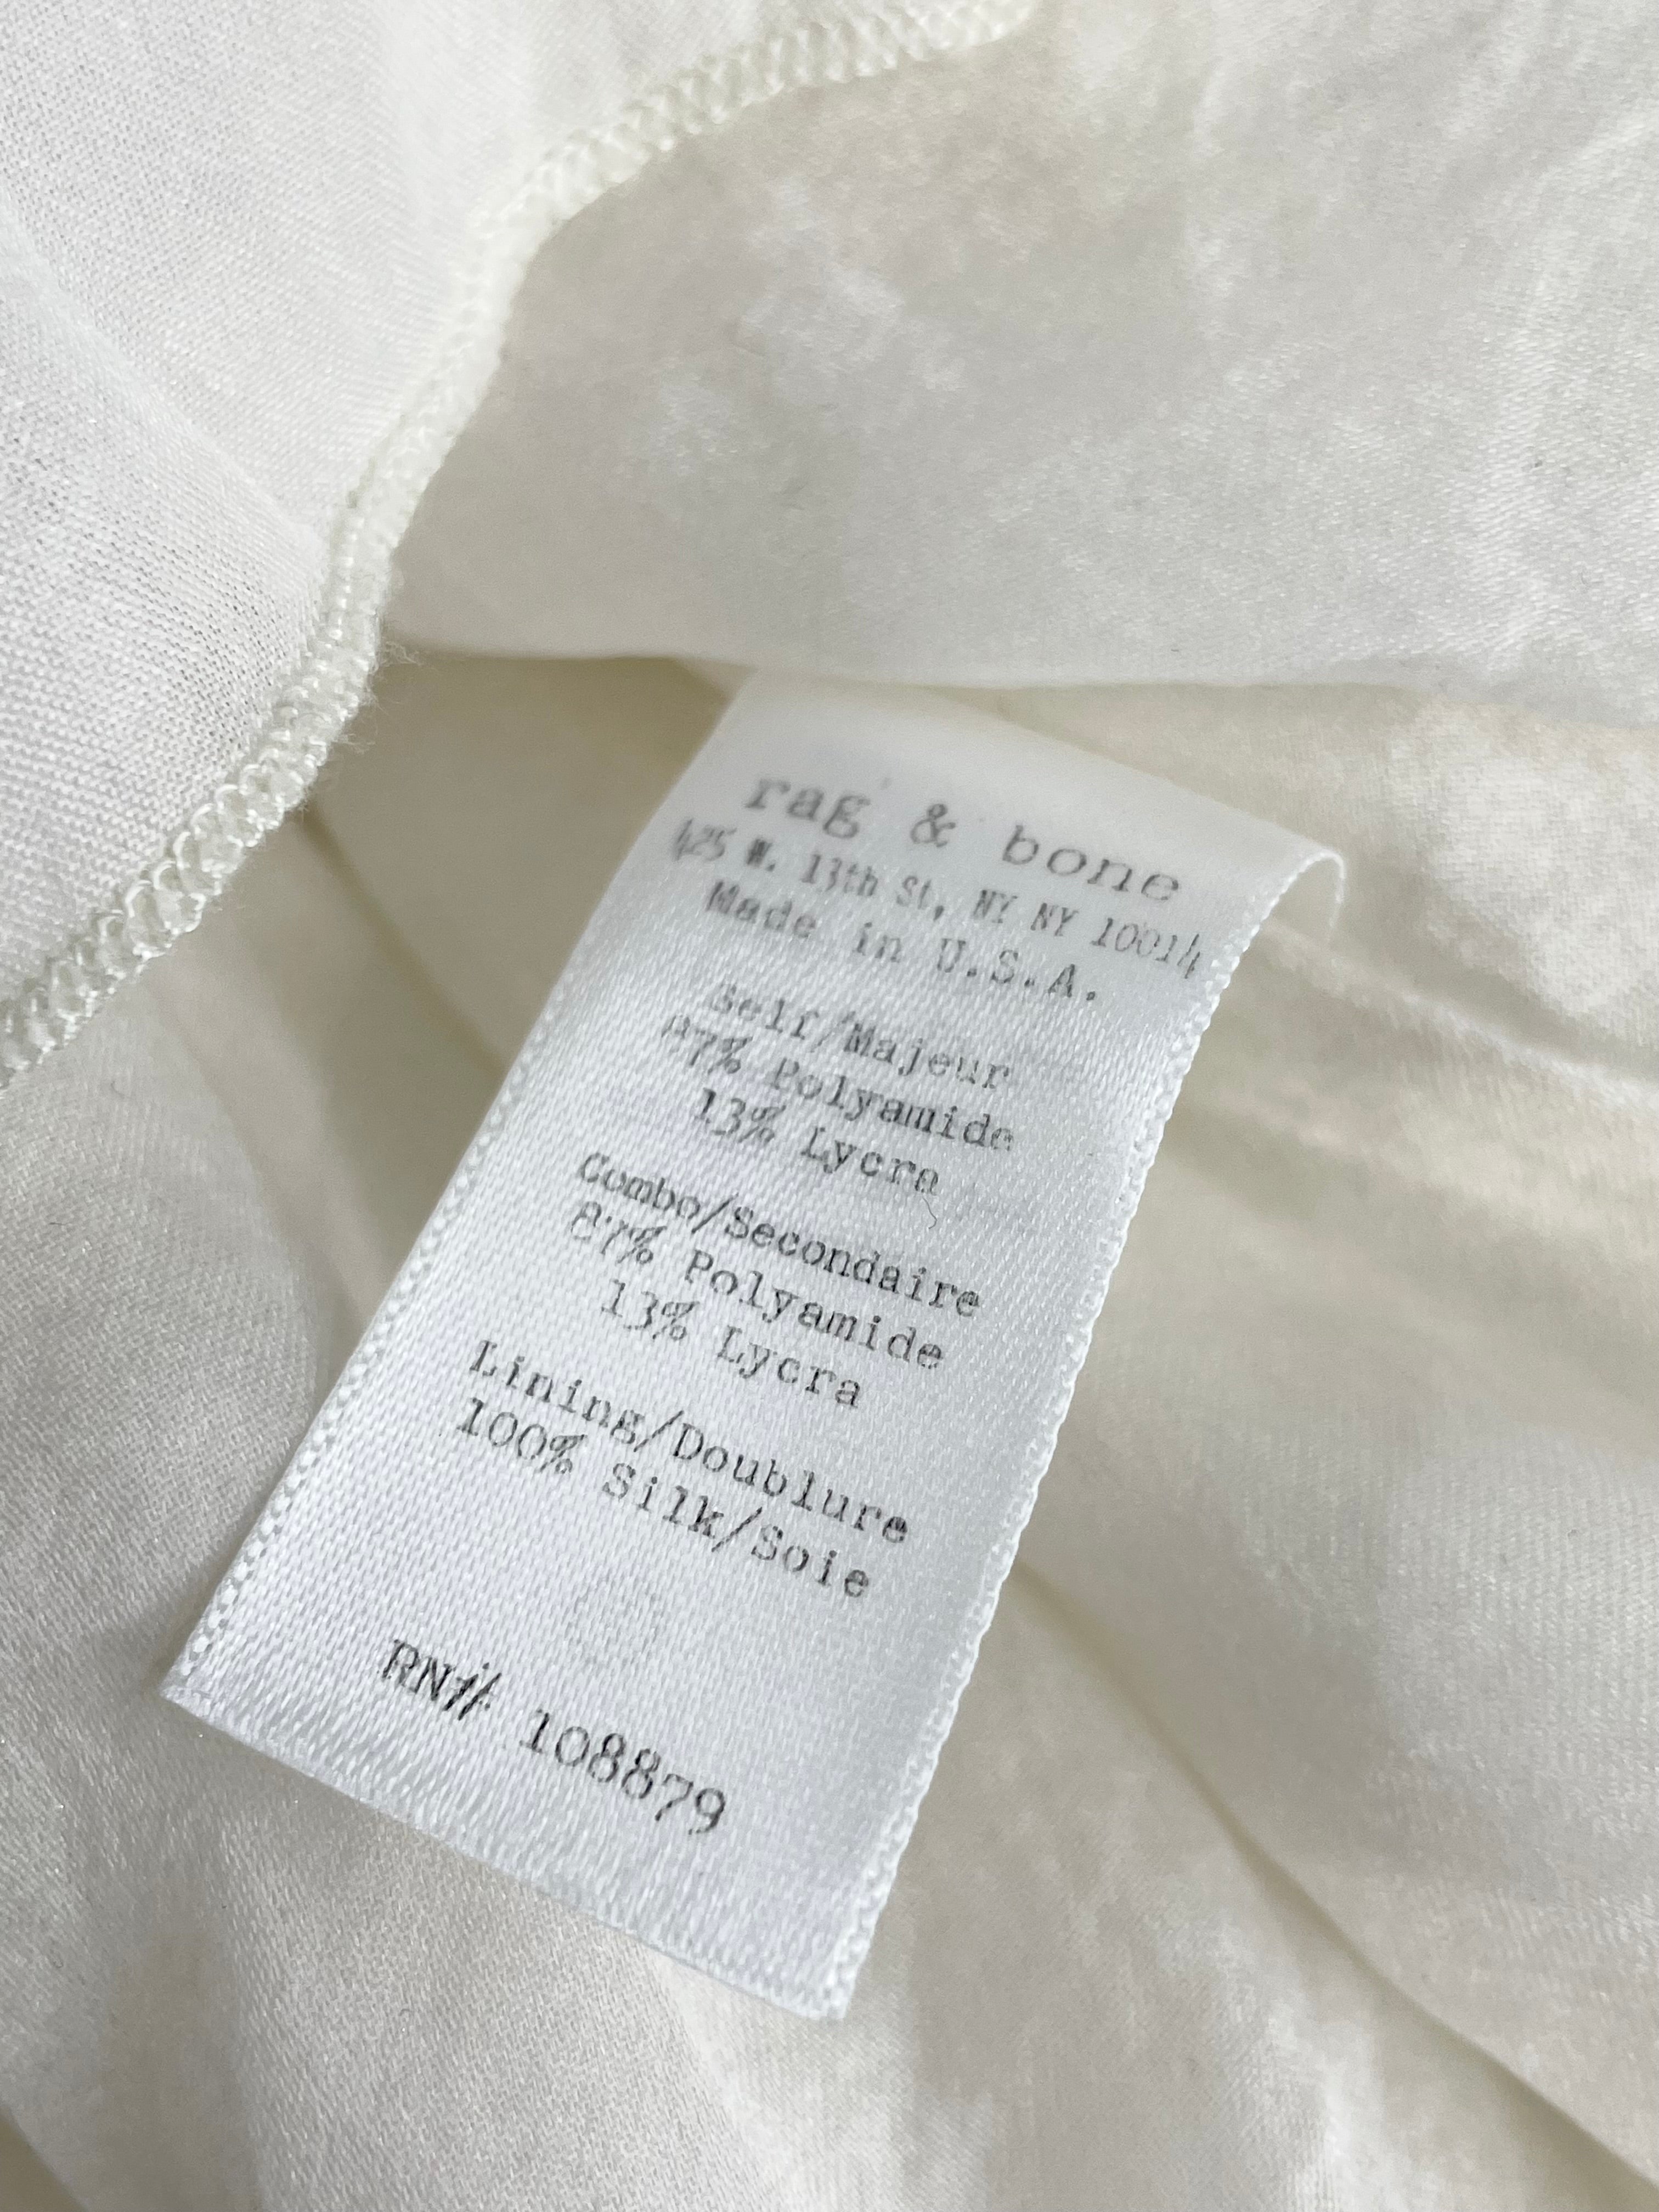 rag & bone
425 W. 13th St, NY NY 10014
Made in U.S.A.
Self/Majeur
87% Polyamide
13% Lycra
Combo/Secondaire
87% Polyamide
13% Lycra
Lining/Doublure
100% Silk/Soie
RN# 108879